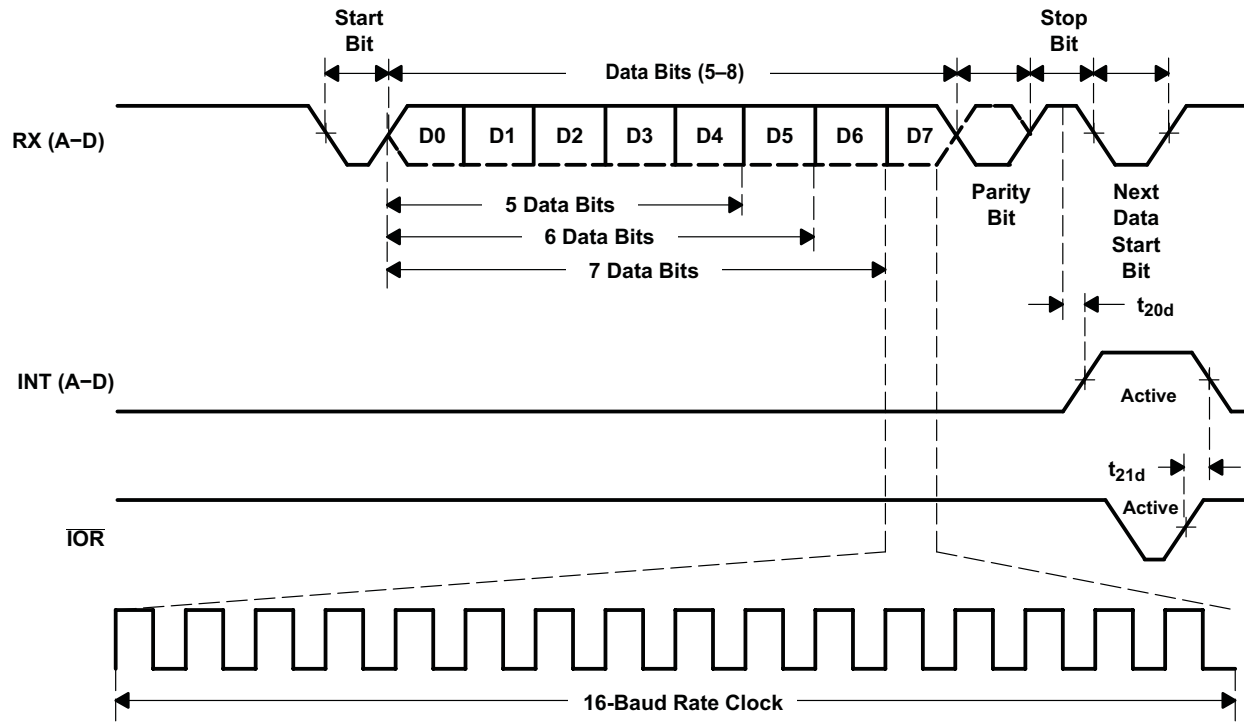 Start
Bit
Stop
Bit
Data Bits (5–8)
RX (A–D)
D0 D1 D2 D3 D4 D5 D6 D7
5 Data Bits
6 Data Bits
7 Data Bits
Parity
Bit
Next
Data
Start
Bit
t20d
INT (A–D)
Active
t21d
Active
IOR
16-Baud Rate Clock